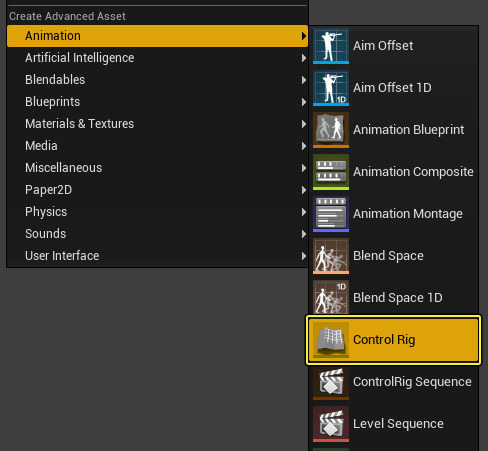 Create Advanced Asset
Animation
Artificial Intelligence
Blendables
Blueprints
Materials & Textures
Media
Miscellaneous
Paper2D
Physics
Sounds
User Interface
Aim Offset
1D
Aim Offset 1D
Animation Blueprint
Animation Composite
Animation Montage
Blend Space
1D
Blend Space 1D
Control Rig
ControlRig Sequence
Level Sequence